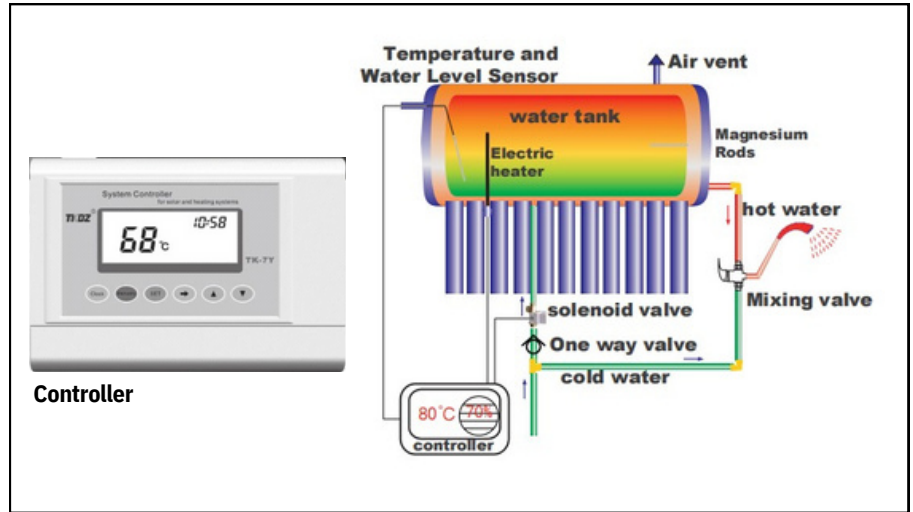 System Controller
for solar and heating systems
10:58
68 °C
TK-7Y
Clock
SET
Controller
Temperature and
Water Level Sensor
Air vent
water tank
Electric
heater
Magnesium
Rods
hot water
Mixing valve
solenoid valve
One way valve
cold water
80°C 70%
controller